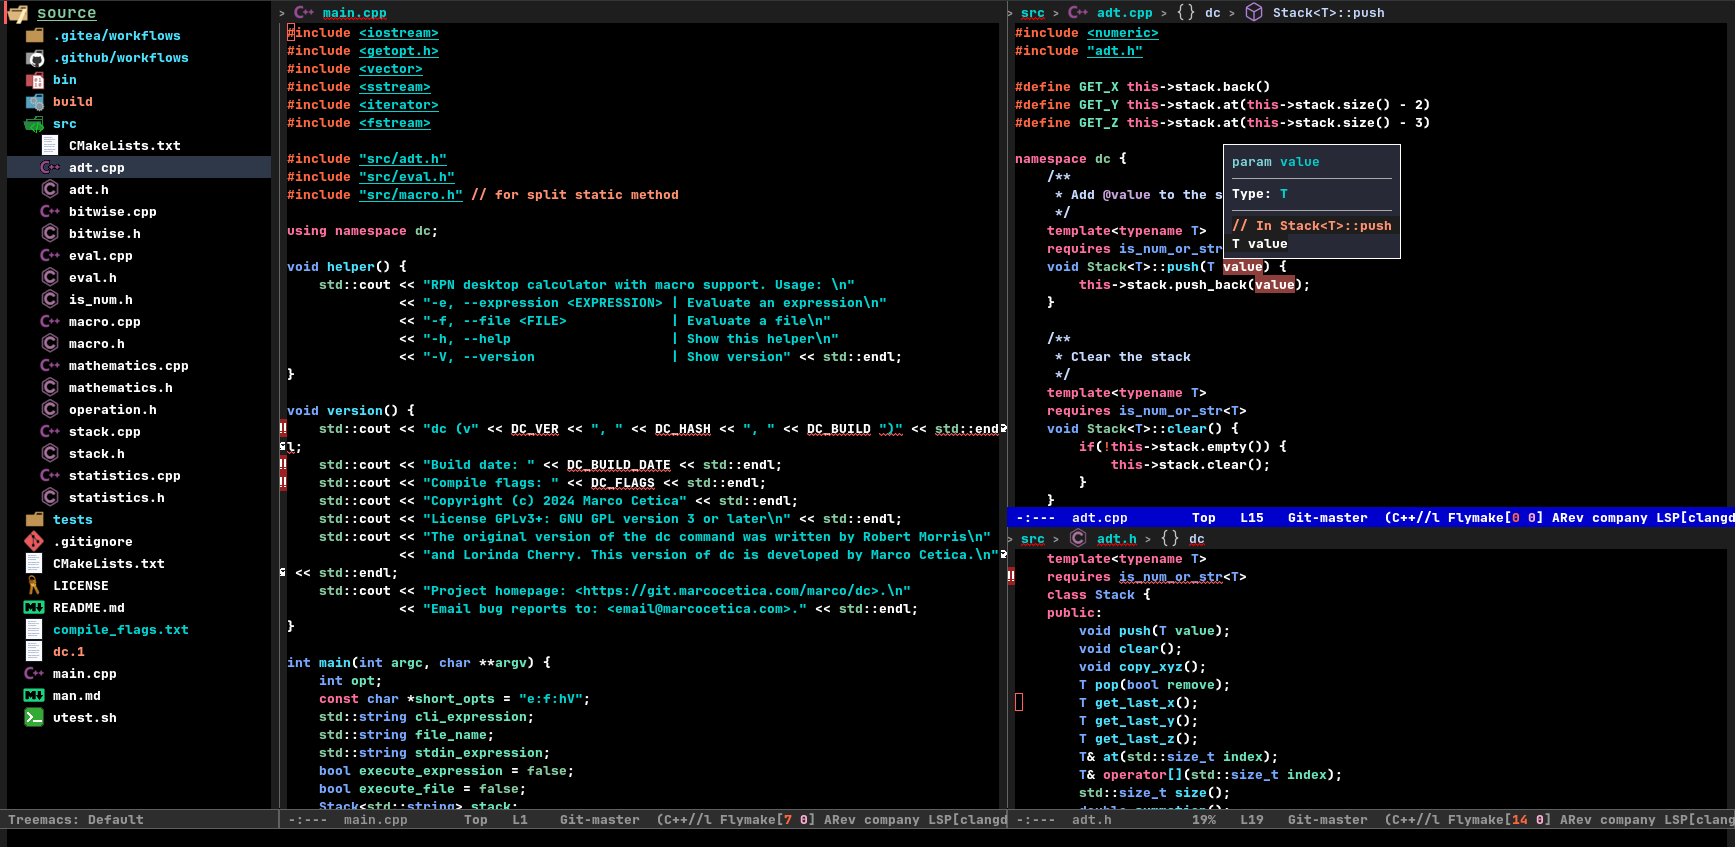 source
.gitea/workflows
.github/workflows
bin
build
src
CMakeLists.txt
adt.cpp
adt.h
bitwise.cpp
bitwise.h
eval.cpp
eval.h
is_num.h
macro.cpp
macro.h
mathematics.cpp
mathematics.h
operation.h
stack.cpp
stack.h
statistics.cpp
statistics.h
tests
.gitignore
CMakeLists.txt
LICENSE
README.md
compile_flags.txt
dc.1
main.cpp
man.md
utest.sh
Treemacs: Default
> main.cpp
#include <iostream>
#include <getopt.h>
#include <vector>
#include <sstream>
#include <iterator>
#include <fstream>
#include "src/adt.h"
#include "src/eval.h"
#include "src/macro.h" // for split static method
using namespace dc;
void helper() {
std::cout << "RPN desktop calculator with macro support. Usage: \n"
<< "-e, --expression <EXPRESSION> | Evaluate an expression\n"
<< "-f, --file <FILE>             | Evaluate a file\n"
<< "-h, --help                    | Show this helper\n"
<< "-V, --version                 | Show version" << std::endl;
}
void version() {
!! std::cout << "dc (v" << DC_VER << ", " << DC_HASH << ", " << DC_BUILD ")" << std::end
l;
!! std::cout << "Build date: " << DC_BUILD_DATE << std::endl;
!! std::cout << "Compile flags: " << DC_FLAGS << std::endl;
std::cout << "Copyright (c) 2024 Marco Cetica" << std::endl;
std::cout << "License GPLv3+: GNU GPL version 3 or later\n" << std::endl;
std::cout << "The original version of the dc command was written by Robert Morris\n"
<< "and Lorinda Cherry. This version of dc is developed by Marco Cetica.\n"
<< std::endl;
std::cout << "Project homepage: <https://git.marcocetica.com/marco/dc>.\n"
<< "Email bug reports to: <email@marcocetica.com>." << std::endl;
}
int main(int argc, char **argv) {
int opt;
const char *short_opts = "e:f:hV";
std::string cli_expression;
std::string file_name;
std::string stdin_expression;
bool execute_expression = false;
bool execute_file = false;
Stack<std::string> stack;
-:--- main.cpp Top L1 Git-master (C++//l Flymake[7 0] ARev company LSP[clangd
> src > adt.cpp > {} dc > Stack<T>::push
#include <numeric>
#include "adt.h"
#define GET_X this->stack.back()
#define GET_Y this->stack.at(this->stack.size() - 2)
#define GET_Z this->stack.at(this->stack.size() - 3)
namespace dc {
/**
* Add @value to the s
*/
template<typename T>
requires is_num_or_str
void Stack<T>::push(T value) {
this->stack.push_back(value);
}
param value
Type: T
// In Stack<T>::push
T value
/**
* Clear the stack
*/
template<typename T>
requires is_num_or_str<T>
void Stack<T>::clear() {
if(!this->stack.empty()) {
this->stack.clear();
}
}
-:--- adt.cpp Top L15 Git-master (C++//l Flymake[0 0] ARev company LSP[clangd
> src > adt.h > {} dc
template<typename T>
!! requires is_num_or_str<T>
class Stack {
public:
void push(T value);
void clear();
void copy_xyz();
T pop(bool remove);
T get_last_x();
T get_last_y();
T get_last_z();
T& at(std::size_t index);
T& operator[](std::size_t index);
std::size_t size();
-:--- adt.h 19% L19 Git-master (C++//l Flymake[14 0] ARev company LSP[clangd